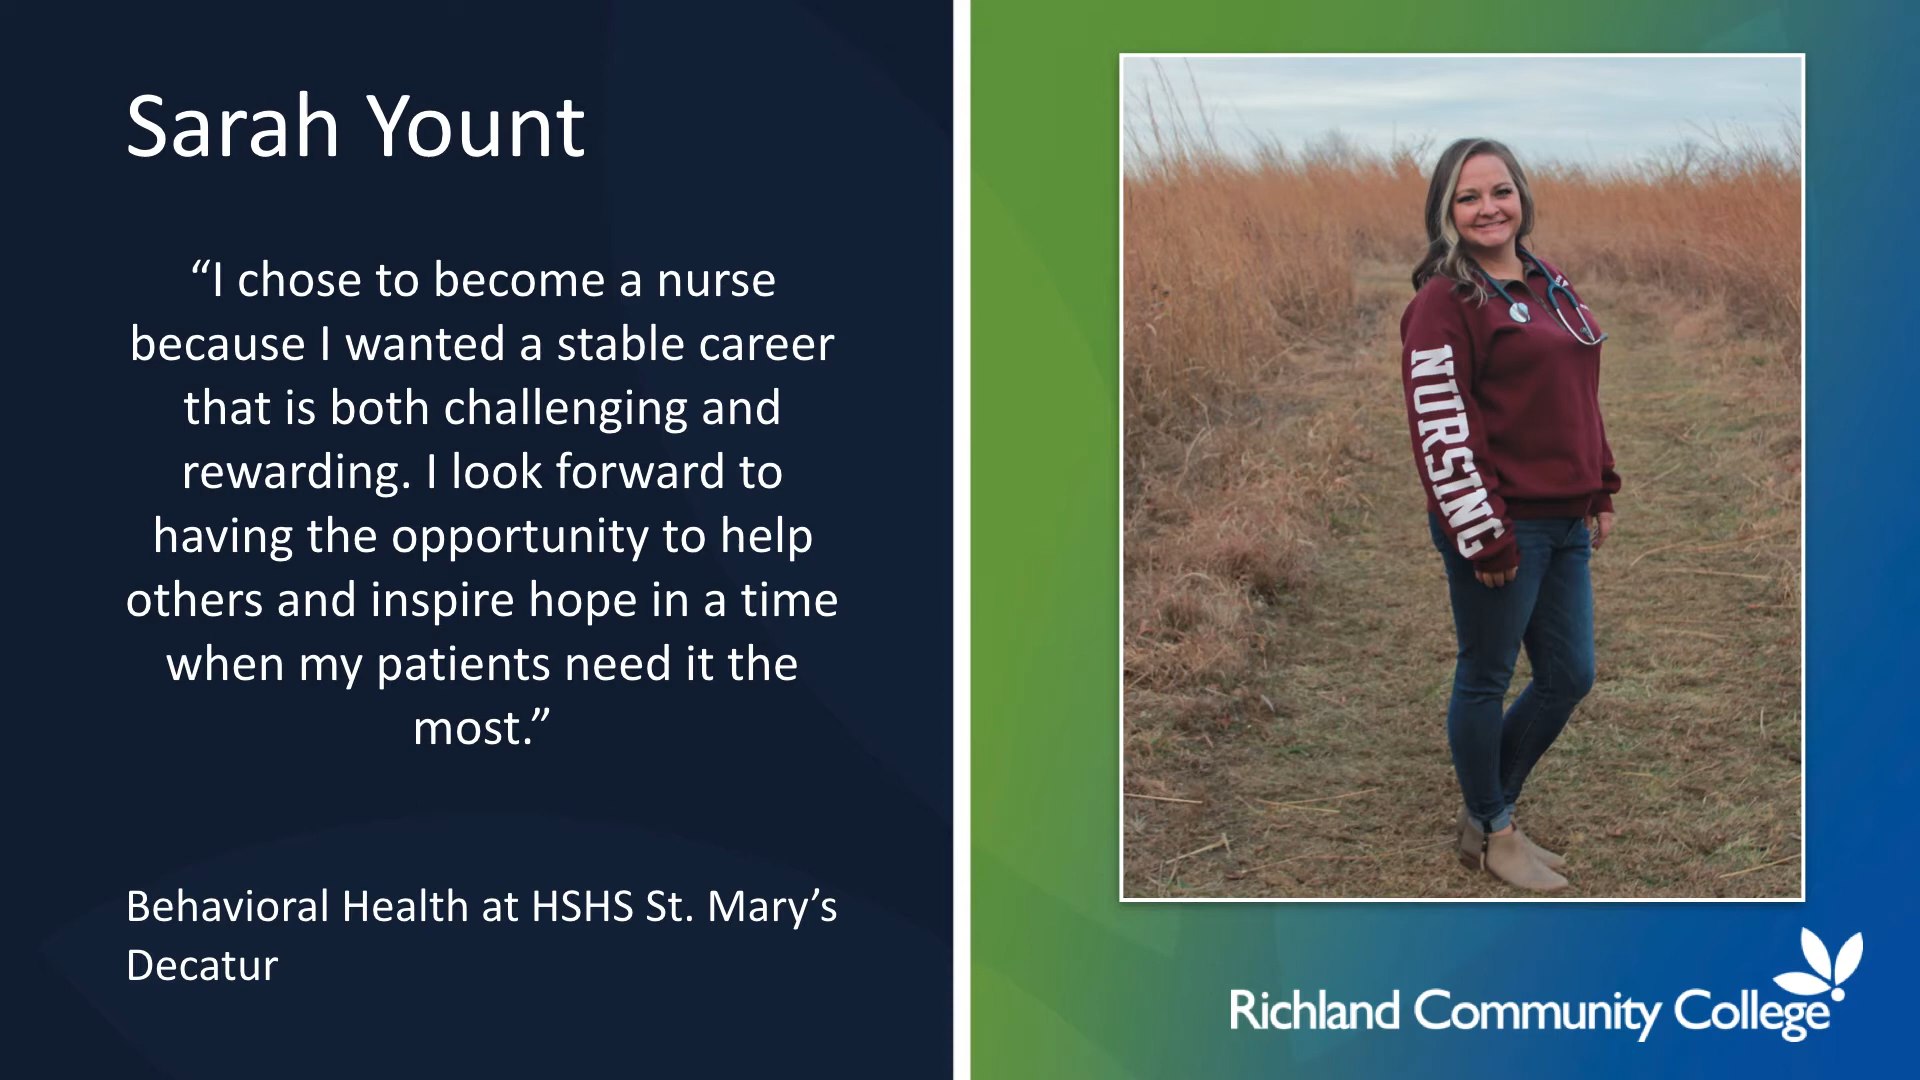 Sarah Yount
“I chose to become a nurse
because I wanted a stable career
that is both challenging and
rewarding. I look forward to
having the opportunity to help
others and inspire hope in a time
when my patients need it the
most.”
Behavioral Health at HSHS St. Mary’s
Decatur
NURSING
Richland Community College